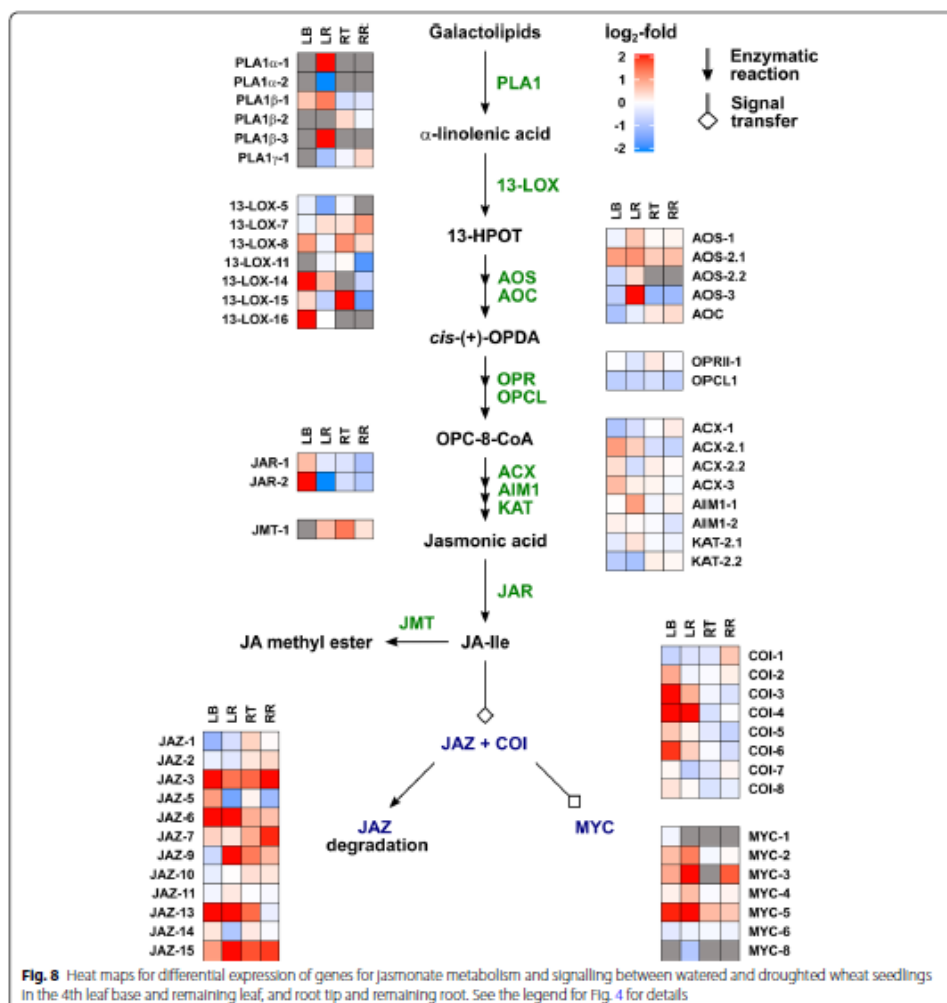 LB LR RT RR
PLA1α-1
PLA1α-2
PLA1β-1
PLA1β-2
PLA1β-3
PLA1γ-1
13-LOX-5
13-LOX-7
13-LOX-8
13-LOX-11
13-LOX-14
13-LOX-15
13-LOX-16
LB LR RT RR
JAR-1
JAR-2
JMT-1
Galactolipids
PLA1
α-linolenic acid
13-LOX
13-HPOT
AOS
AOC
cis-(+)-OPDA
OPR
OPCL
OPC-8-CoA
ACX
AIM1
KAT
Jasmonic acid
JAR
JMT
JA methyl ester
JA-Ile
JAZ + COI
JAZ
degradation
MYC
log2-fold
2
1
0
-1
-2
Enzymatic
reaction
Signal
transfer
LB LR RT RR
AOS-1
AOS-2.1
AOS-2.2
AOS-3
AOC
OPRII-1
OPCL1
ACX-1
ACX-2.1
ACX-2.2
ACX-3
AIM1-1
AIM1-2
KAT-2.1
KAT-2.2
LB LR RT RR
COI-1
COI-2
COI-3
COI-4
COI-5
COI-6
COI-7
COI-8
MYC-1
MYC-2
MYC-3
MYC-4
MYC-5
MYC-6
MYC-8
LB LR RT RR
JAZ-1
JAZ-2
JAZ-3
JAZ-5
JAZ-6
JAZ-7
JAZ-9
JAZ-10
JAZ-11
JAZ-13
JAZ-14
JAZ-15
Fig. 8 Heat maps for differential expression of genes for jasmonate metabolism and signalling between watered and droughted wheat seedlings
in the 4th leaf base and remaining leaf, and root tip and remaining root. See the legend for Fig. 4 for details